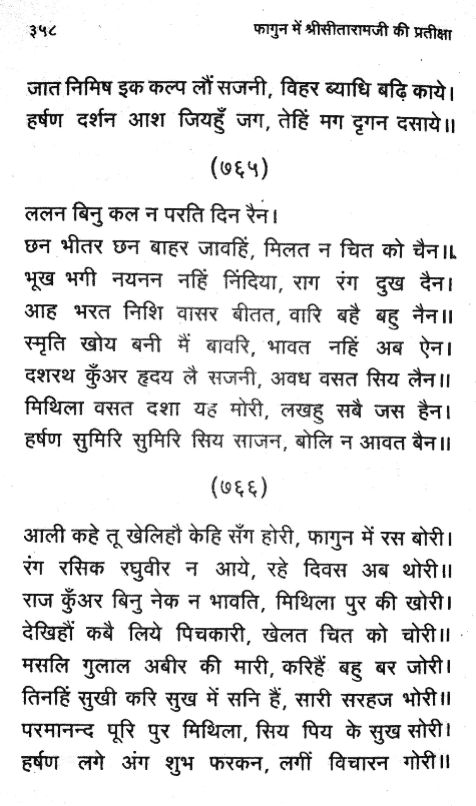 ३५८ फागुन में श्रीसीतारामजी की प्रतीक्षा
जात निमिष इक कल्प लौं सजनी, विहर ब्याधि बढ़ि काये।
हर्षण दर्शन आश जियहुँ जग, तेहिं मग दृगन दसाये॥
(७६५)
ललन बिनु कल न परति दिन रैन।
छन भीतर छन बाहर जावहिं, मिलत न चित को चैन॥
भूख भगी नयनन नहिं निंदिया, राग रंग दुख दैन।
आह भरत निशि वासर बीतत, वारि बहै बहु नैन॥
स्मृति खोय बनी मैं बावरि, भावत नहिं अब ऐन।
दशरथ कुँअर हृदय लै सजनी, अवध वसत सिय लैन॥
मिथिला वसत दशा यह मोरी, लखहु सबै जस हैन।
हर्षण सुमिरि सुमिरि सिय साजन, बोलि न आवत बैन॥
(७६६)
आली कहे तू खेलिहौ केहि सँग होरी, फागुन में रस बोरी।
रंग रसिक रघुवीर न आये, रहे दिवस अब थोरी॥
राज कुँअर बिनु नेक न भावति, मिथिला पुर की खोरी।
देखिहौं कबै लिये पिचकारी, खेलत चित को चोरी॥
मसलि गुलाल अबीर की मारी, करिहैं बहु बर जोरी।
तिनहिं सुखी करि सुख में सनि हैं, सारी सरहज भोरी॥
परमानन्द पूरि पुर मिथिला, सिय पिय के सुख सोरी।
हर्षण लगे अंग शुभ फरकन, लगीं विचारन गोरी॥